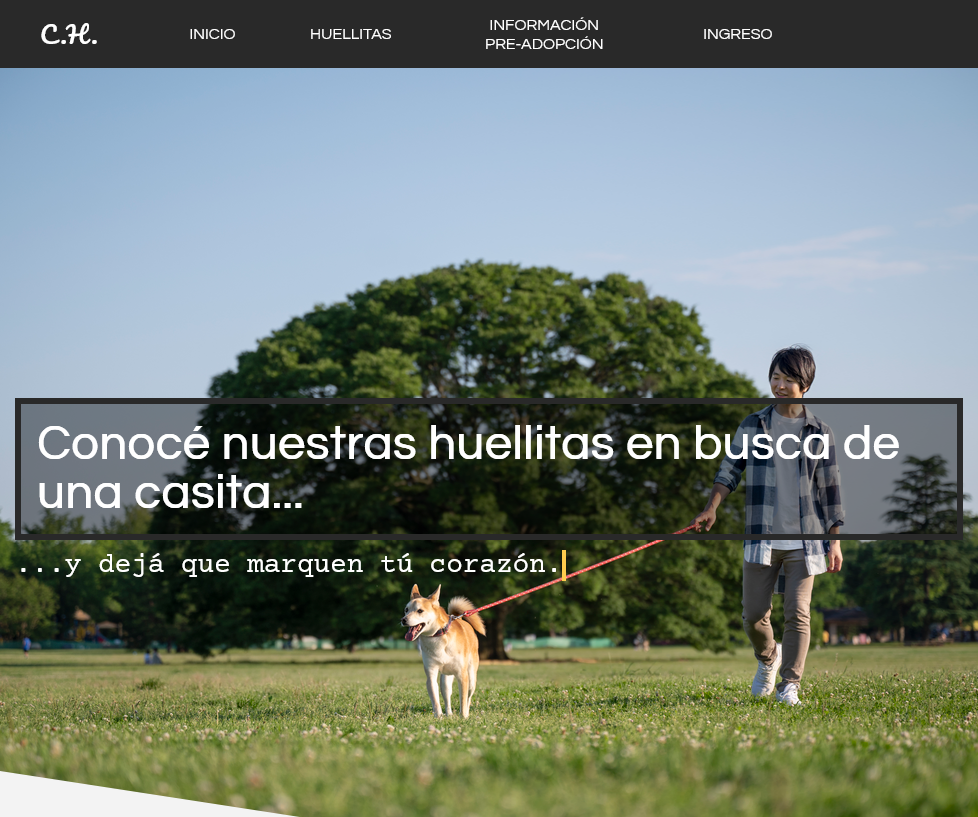 C.H.
INICIO
HUELLITAS
INFORMACIÓN
PRE-ADOPCIÓN
INGRESO
Conocé nuestras huellitas en busca de
una casita...
...y dejá que marquen tú corazón.